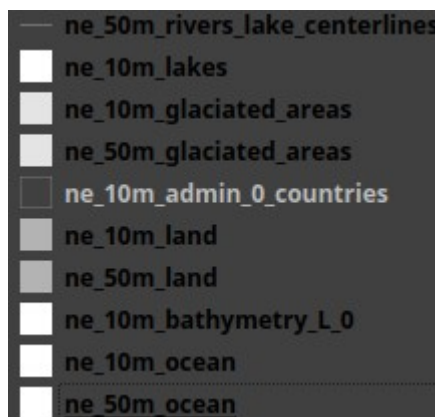 ne_50m_rivers_lake_centerlines
ne_10m_lakes
ne_10m_glaciated_areas
ne_50m_glaciated_areas
ne_10m_admin_0_countries
ne_10m_land
ne_50m_land
ne_10m_bathymetry_L_0
ne_10m_ocean
ne_50m_ocean